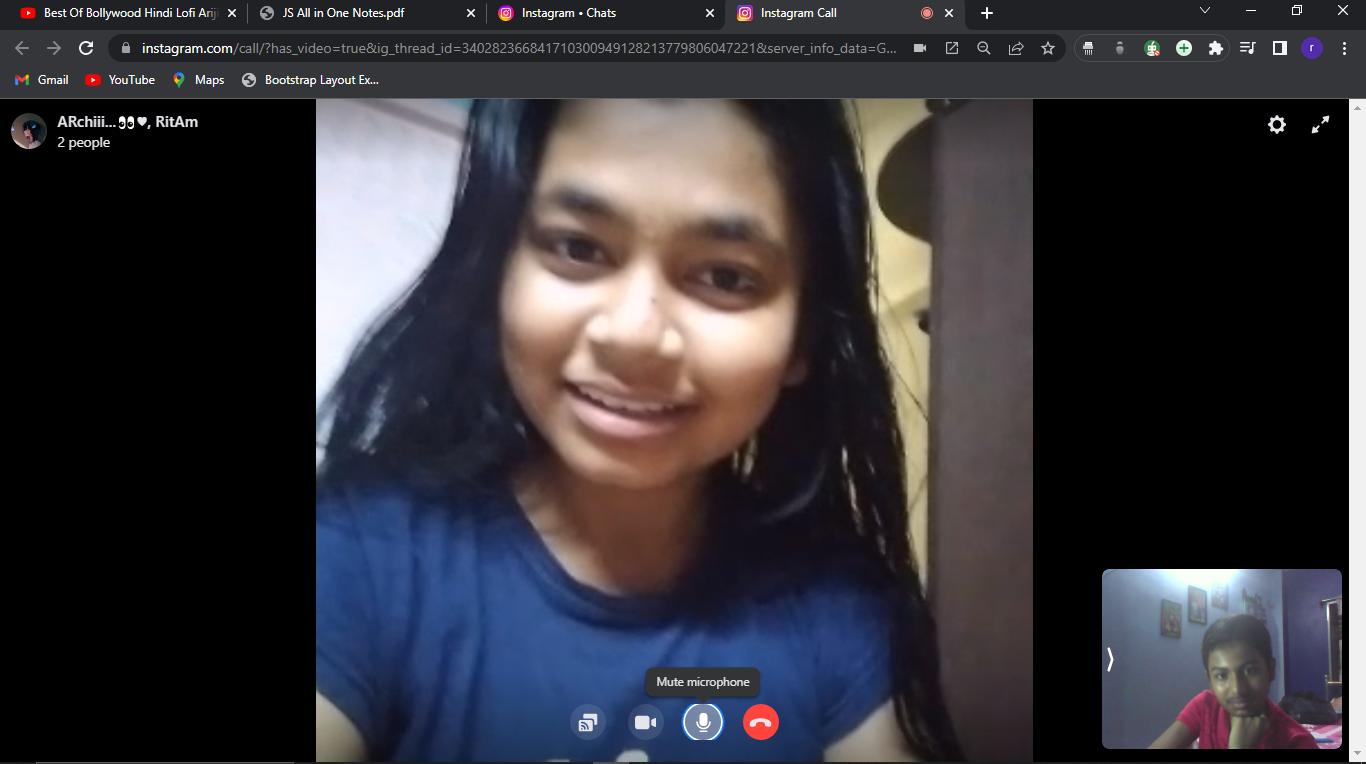 Best Of Bollywood Hindi Lofi Arij
JS All in One Notes.pdf
Instagram • Chats
Instagram Call
instagram.com/call/?has_video=true&ig_thread_id=340282366841710300949128213779806047221&server_info_data=G...
r
Gmail
YouTube
Maps
Bootstrap Layout Ex...
ARchiii...👀♥, RitAm
2 people
Mute microphone